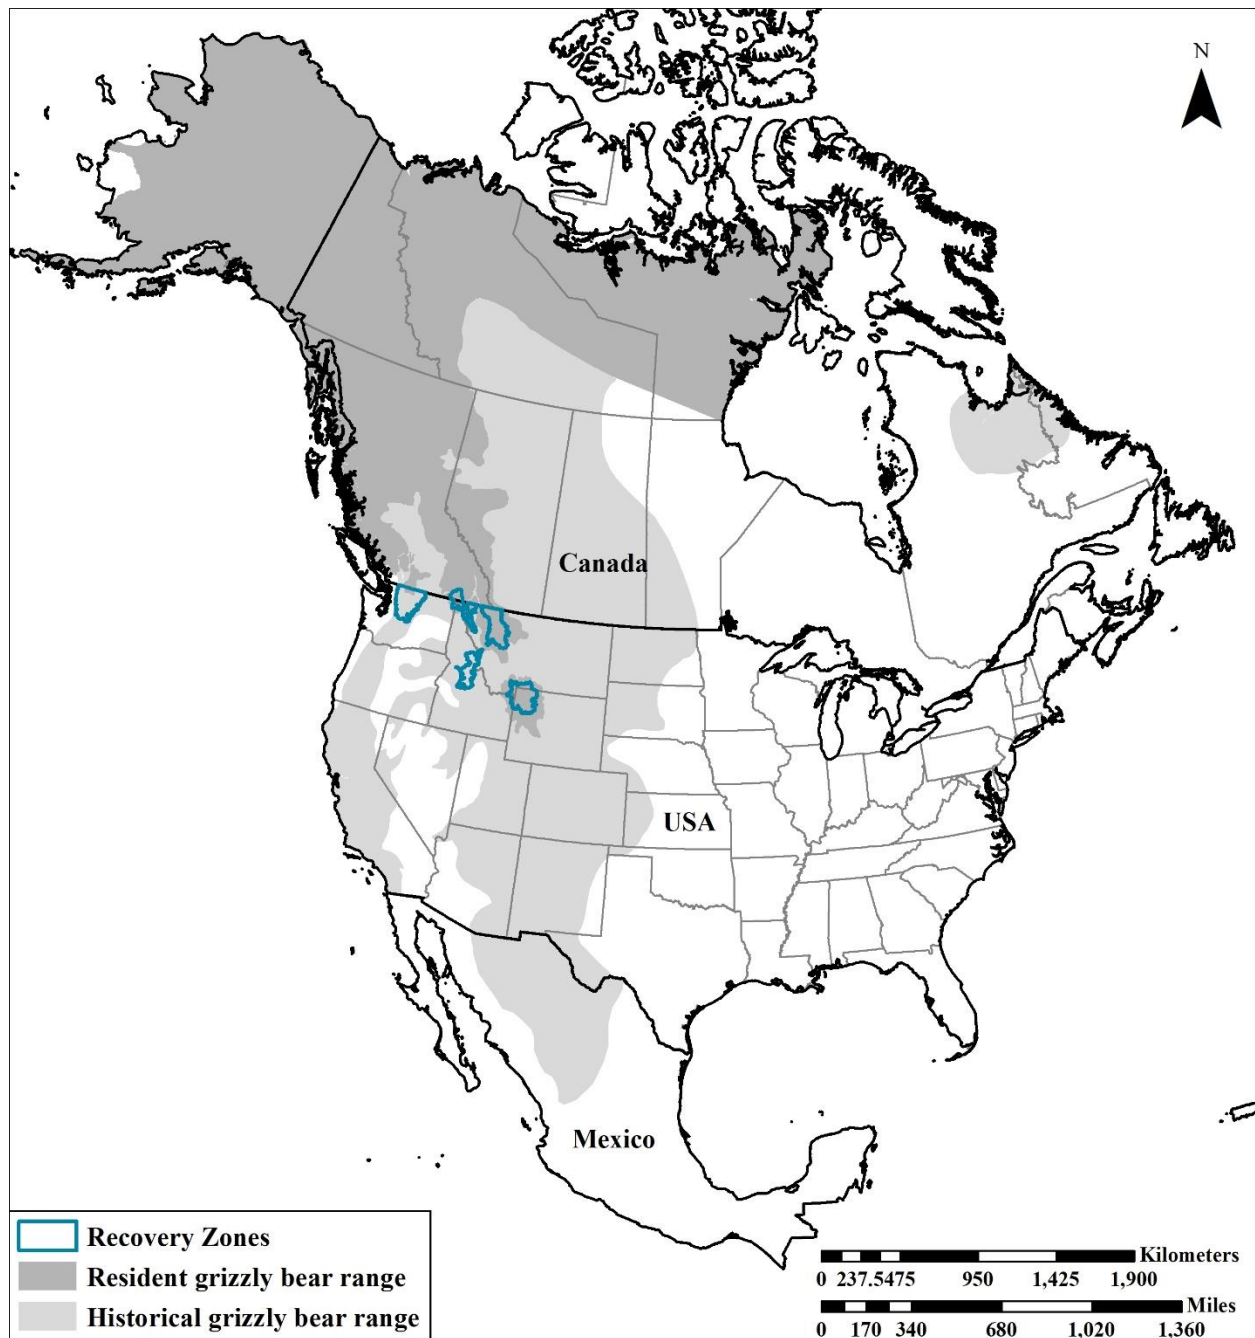 N
Canada
USA
Mexico
Recovery Zones
Resident grizzly bear range
Historical grizzly bear range
Kilometers
0 237.5475 950 1,425 1,900
Miles
0 170 340 680 1,020 1,360